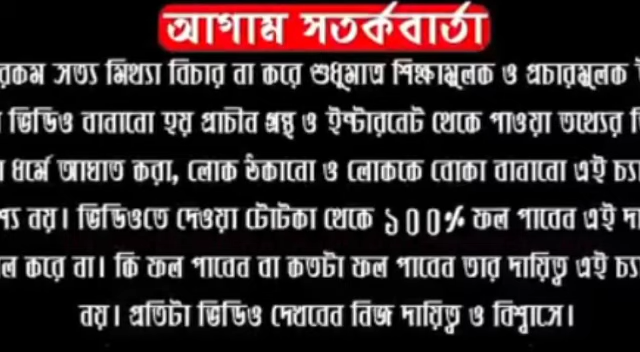 আগাম সতর্কবার্তা
রকম সত্য মিথ্যা বিচার না করে শুধুমাত্র শিক্ষামূলক ও প্রচারমূলক
ভিডিও বানানো হয় প্রাচীন গ্রন্থ ও ইন্টারনেট থেকে পাওয়া তথ্যের
ধর্মে আঘাত করা, লোক ঠকানো ও লোককে বোকা বানানো এই চ্যা
শ্য নয়। ভিডিওতে দেওয়া টোটকা থেকে ১০০% ফল পাবেন এই দা
ল করে না। কি ফল পাবেন বা কতটা ফল পাবেন তার দায়িত্ব এই চ্যা
নয়। প্রতিটা ভিডিও দেখবেন নিজ দায়িত্ব ও বিশ্বাসে।